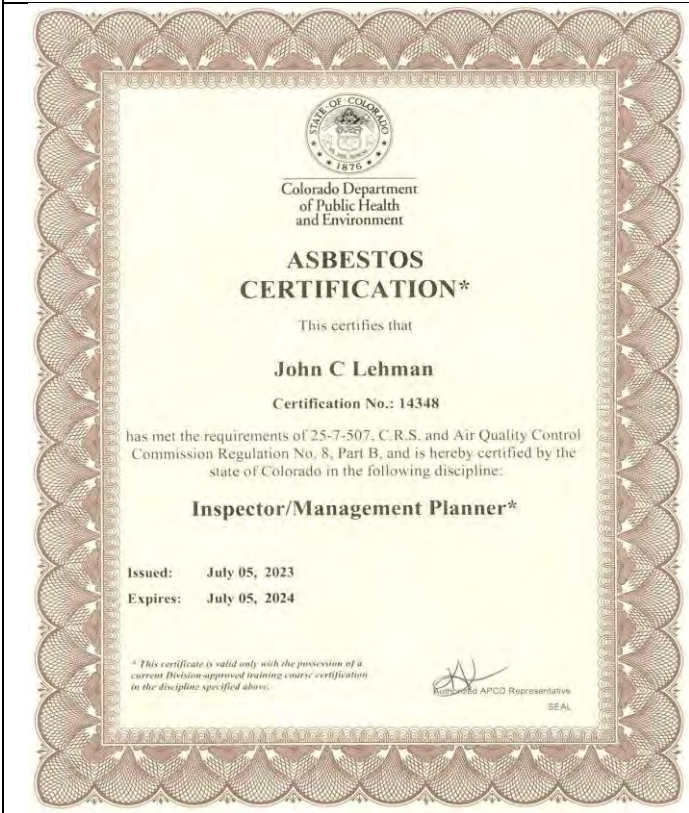 STATE OF COLORADO
1876
Colorado Department
of Public Health
and Environment
ASBESTOS
CERTIFICATION*
This certifies that
John C Lehman
Certification No.: 14348
has met the requirements of 25-7-507, C.R.S. and Air Quality Control
Commission Regulation No. 8, Part B, and is hereby certified by the
state of Colorado in the following discipline:
Inspector/Management Planner*
Issued: July 05, 2023
Expires: July 05, 2024
* This certificate is valid only with the possession of a
current Division-approved training course certification
in the discipline specified above.
Authorized APCD Representative
SEAL